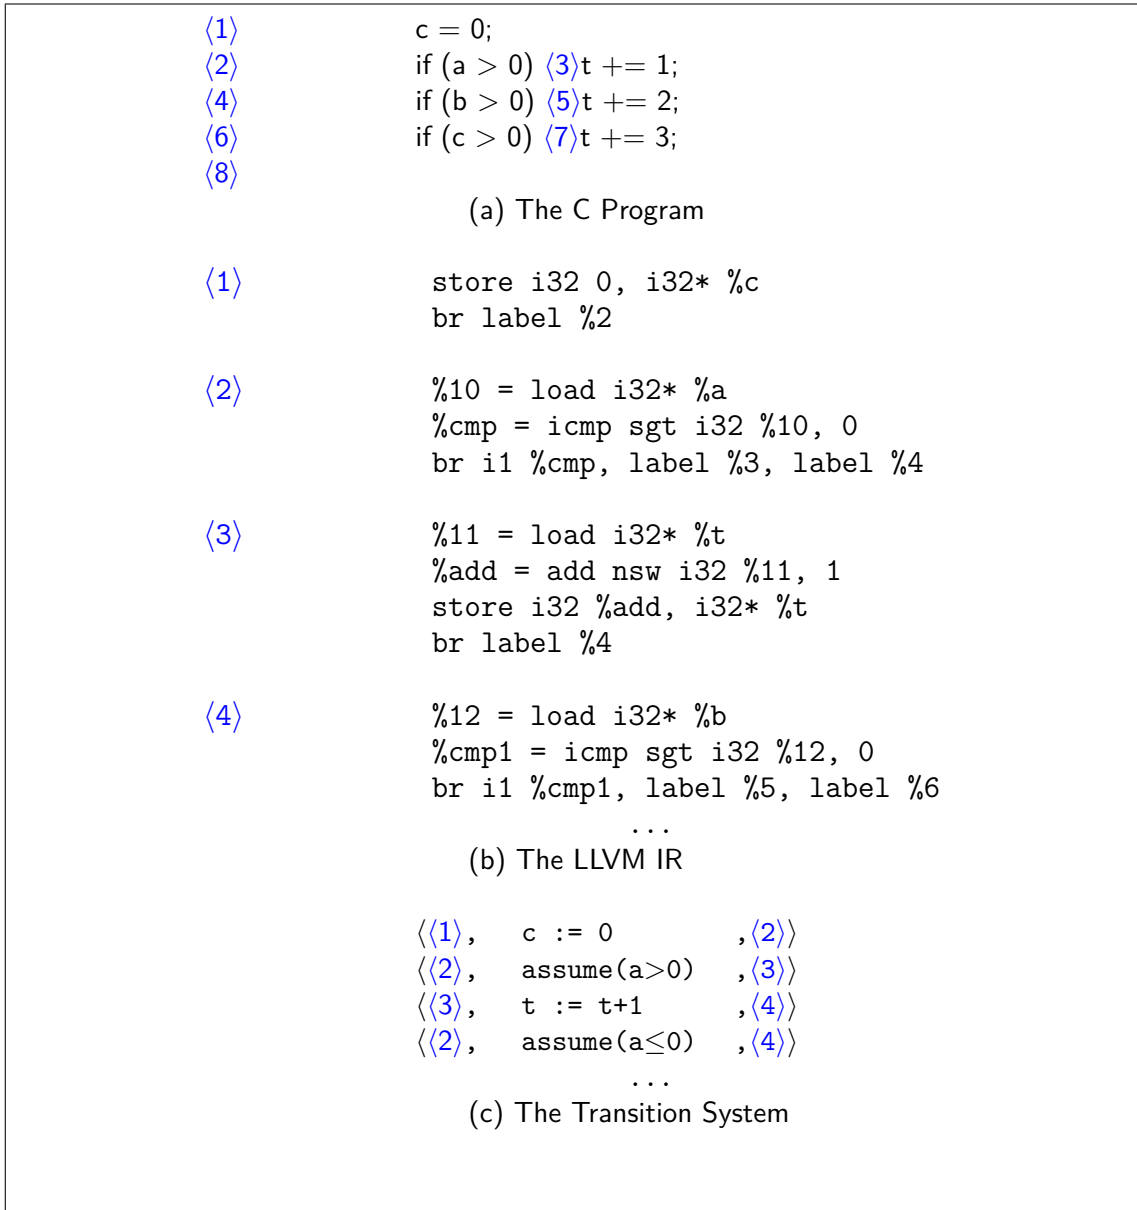 ⟨1⟩ c = 0;
⟨2⟩ if (a > 0) ⟨3⟩t += 1;
⟨4⟩ if (b > 0) ⟨5⟩t += 2;
⟨6⟩ if (c > 0) ⟨7⟩t += 3;
⟨8⟩
(a) The C Program
⟨1⟩ store i32 0, i32* %c
br label %2
⟨2⟩ %10 = load i32* %a
%cmp = icmp sgt i32 %10, 0
br i1 %cmp, label %3, label %4
⟨3⟩ %11 = load i32* %t
%add = add nsw i32 %11, 1
store i32 %add, i32* %t
br label %4
⟨4⟩ %12 = load i32* %b
%cmp1 = icmp sgt i32 %12, 0
br i1 %cmp1, label %5, label %6
...
(b) The LLVM IR
⟨⟨1⟩, c := 0 ,⟨2⟩⟩
⟨⟨2⟩, assume(a>0) ,⟨3⟩⟩
⟨⟨3⟩, t := t+1 ,⟨4⟩⟩
⟨⟨2⟩, assume(a≤0) ,⟨4⟩⟩
...
(c) The Transition System